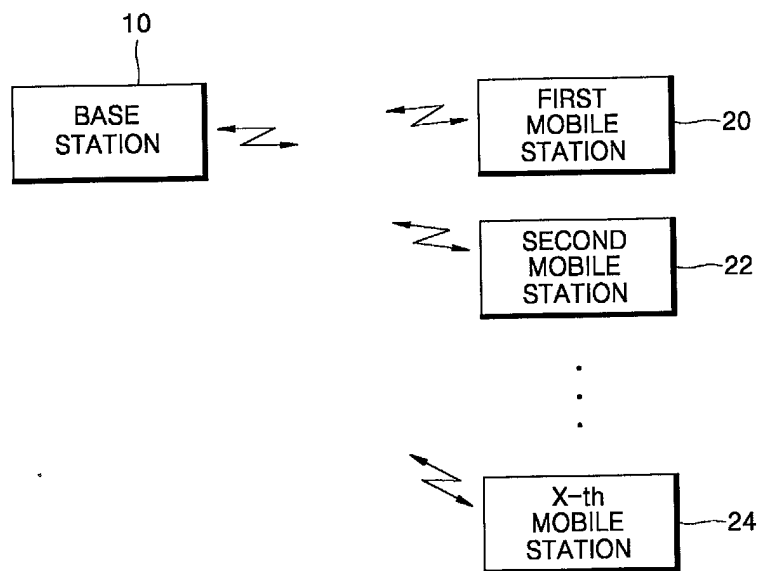 10
BASE
STATION
FIRST
MOBILE
STATION
20
SECOND
MOBILE
STATION
22
X-th
MOBILE
STATION
24